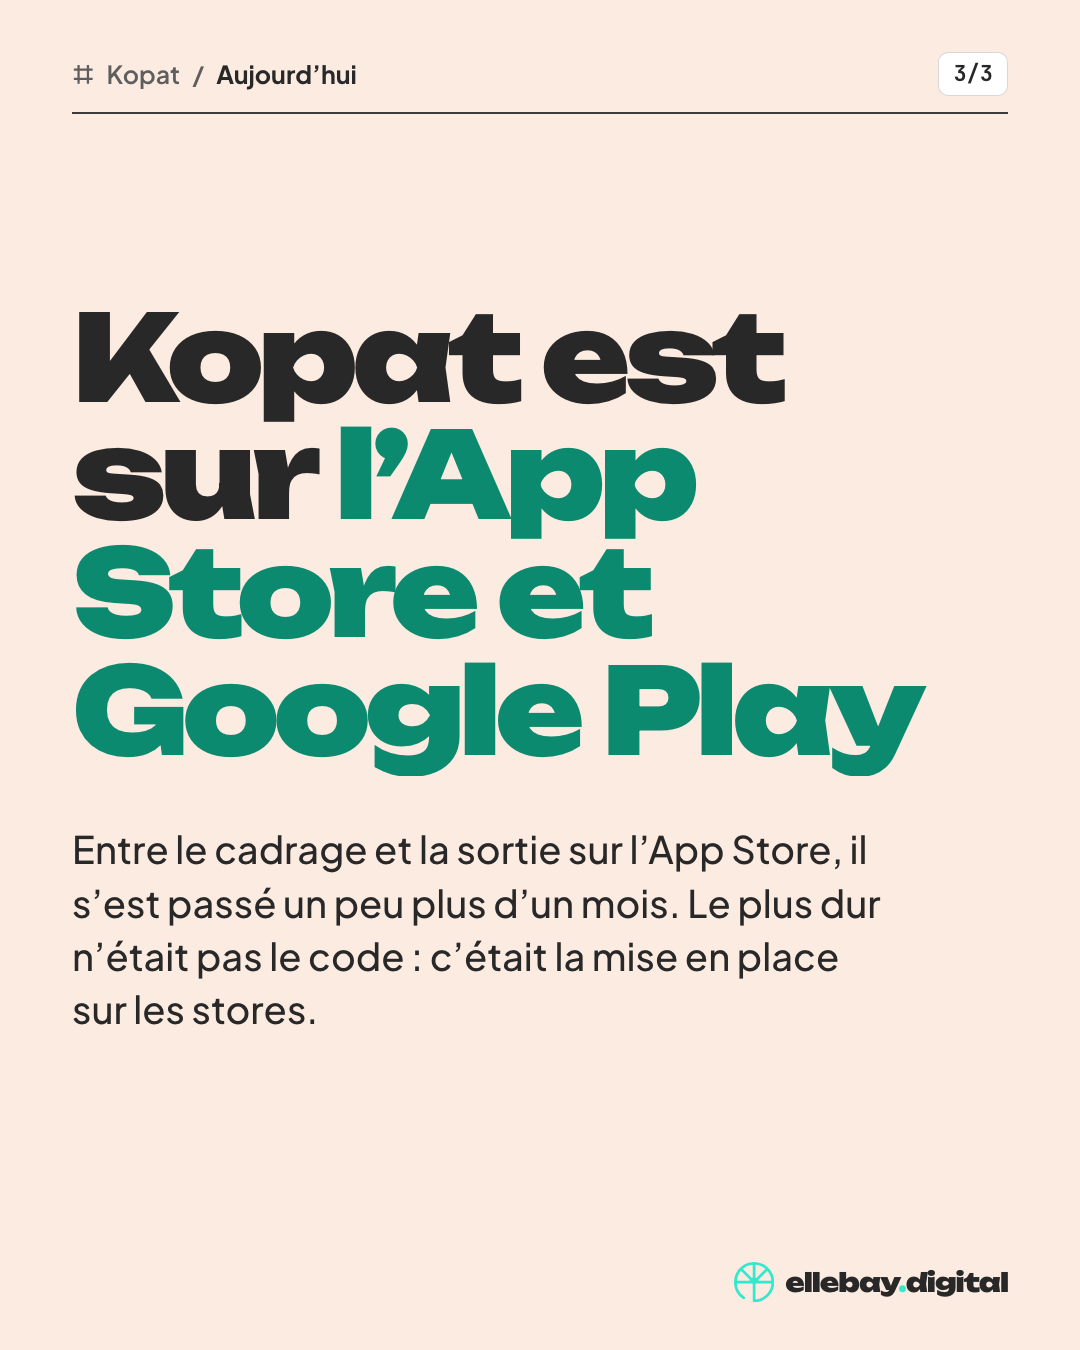 Kopat / Aujourd’hui
3/3
Kopat est
sur l’App
Store et
Google Play
Entre le cadrage et la sortie sur l’App Store, il
s’est passé un peu plus d’un mois. Le plus dur
n’était pas le code : c’était la mise en place
sur les stores.
ellebay.digital